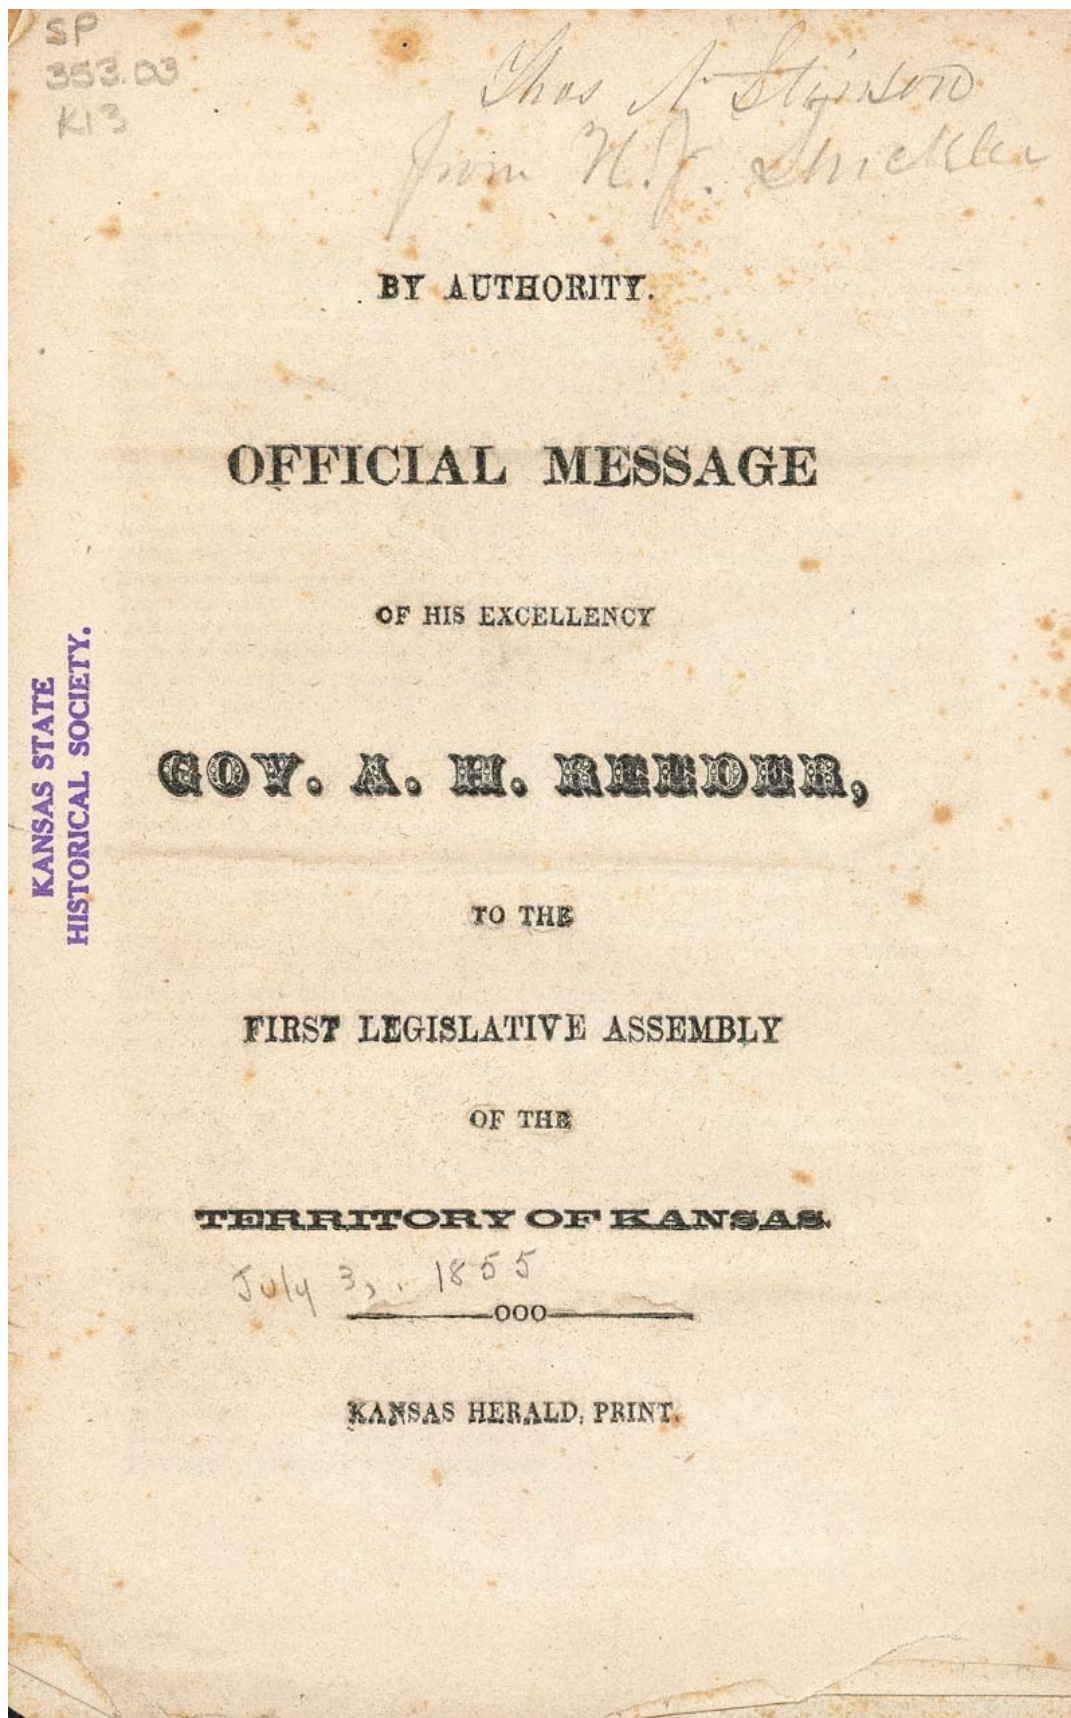 SP
353.03
K13
Thos N Stinson
from H. J. Strickler
BY AUTHORITY.
OFFICIAL MESSAGE
OF HIS EXCELLENCY
GOV. A. H. REEDER,
TO THE
FIRST LEGISLATIVE ASSEMBLY
OF THE
TERRITORY OF KANSAS.
July 3, 1855
000
KANSAS HERALD, PRINT.
KANSAS STATE
HISTORICAL SOCIETY.